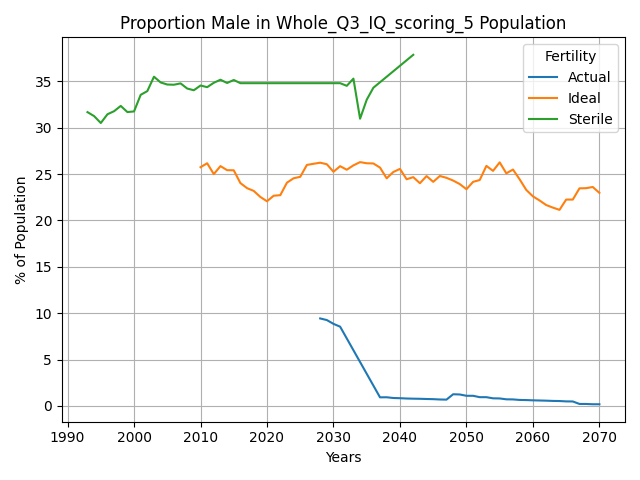 Proportion Male in Whole_Q3_IQ_scoring_5 Population
Fertility
Actual
Ideal
Sterile
% of Population
35
30
25
20
15
10
5
0
1990 2000 2010 2020 2030 2040 2050 2060 2070
Years